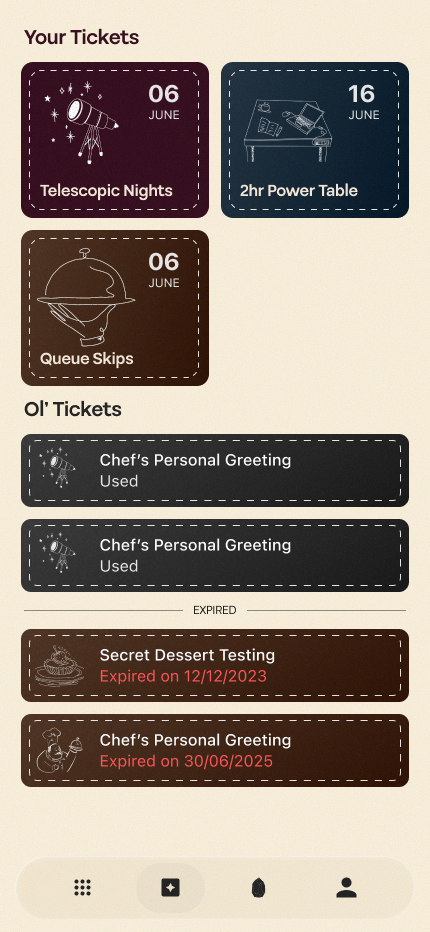 Your Tickets
06
JUNE
Telescopic Nights
16
JUNE
2hr Power Table
06
JUNE
Queue Skips
Ol’ Tickets
Chef’s Personal Greeting
Used
Chef’s Personal Greeting
Used
EXPIRED
Secret Dessert Testing
Expired on 12/12/2023
Chef’s Personal Greeting
Expired on 30/06/2025